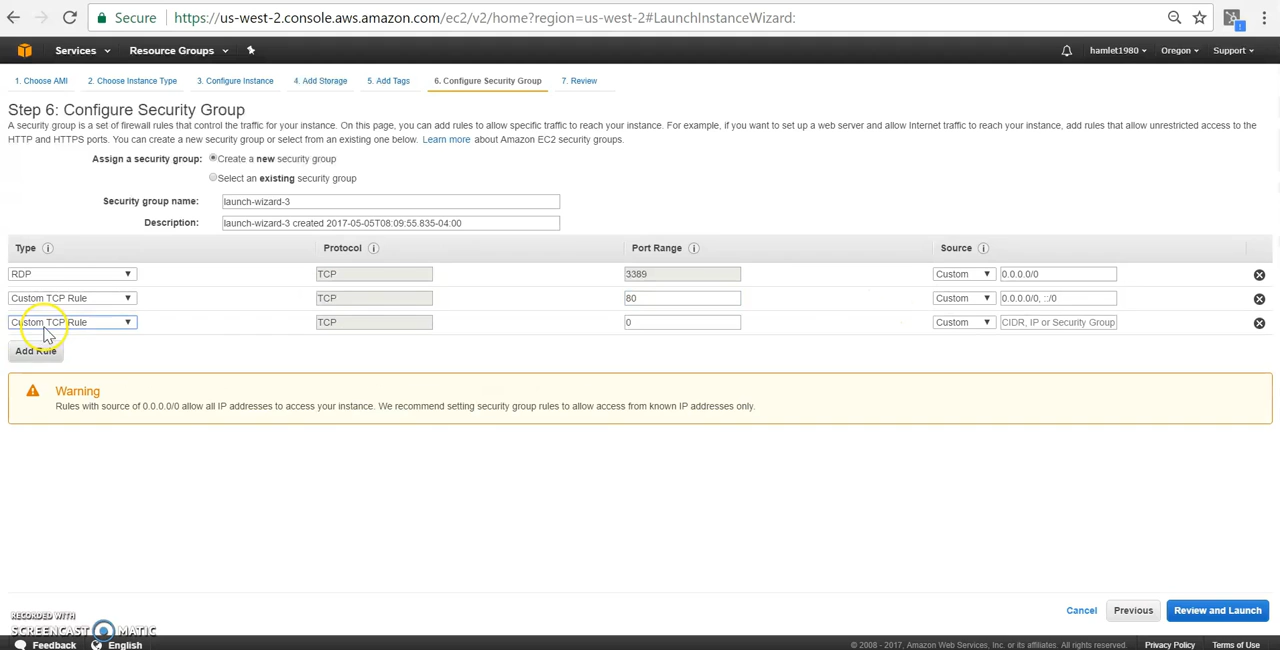 Secure https://us-west-2.console.aws.amazon.com/ec2/v2/home?region=us-west-2#LaunchInstanceWizard:
Services Resource Groups hamlet1980 Oregon Support
1. Choose AMI 2. Choose Instance Type 3. Configure Instance 4. Add Storage 5. Add Tags 6. Configure Security Group 7. Review
Step 6: Configure Security Group
A security group is a set of firewall rules that control the traffic for your instance. On this page, you can add rules to allow specific traffic to reach your instance. For example, if you want to set up a web server and allow Internet traffic to reach your instance, add rules that allow unrestricted access to the
HTTP and HTTPS ports. You can create a new security group or select from an existing one below. Learn more about Amazon EC2 security groups.
Assign a security group: Create a new security group
Select an existing security group
Security group name: launch-wizard-3
Description: launch-wizard-3 created 2017-05-05T08:09:55.835-04:00
Type Protocol Port Range Source
RDP TCP 3389 Custom 0.0.0.0/0
Custom TCP Rule TCP 80 Custom 0.0.0.0/0, ::/0
Custom TCP Rule TCP 0 Custom CIDR, IP or Security Group
Add Rule
Warning
Rules with source of 0.0.0.0/0 allow all IP addresses to access your instance. We recommend setting security group rules to allow access from known IP addresses only.
Cancel Previous Review and Launch
RECORDED WITH
SCREENCAST MATIC
Feedback English © 2008 - 2017, Amazon Web Services, Inc. or its affiliates. All rights reserved. Privacy Policy Terms of Use